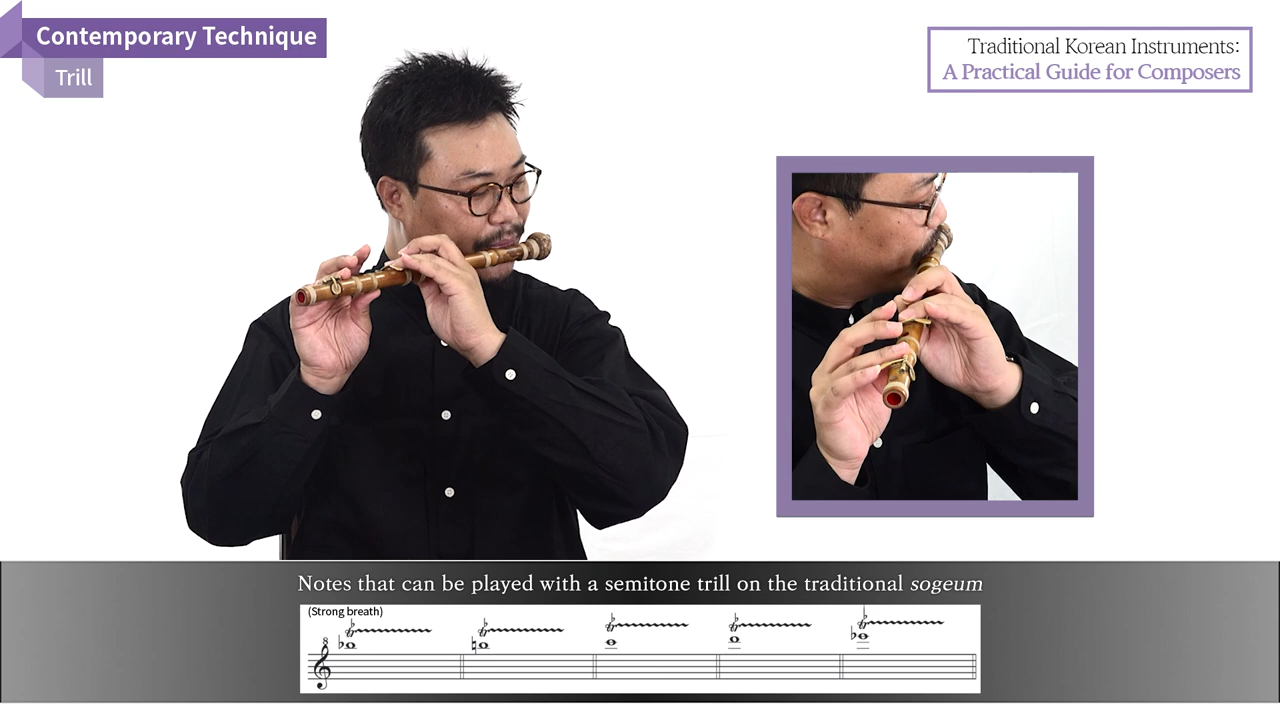 Contemporary Technique
Trill
Traditional Korean Instruments:
A Practical Guide for Composers
Notes that can be played with a semitone trill on the traditional sogeum
(Strong breath)
8